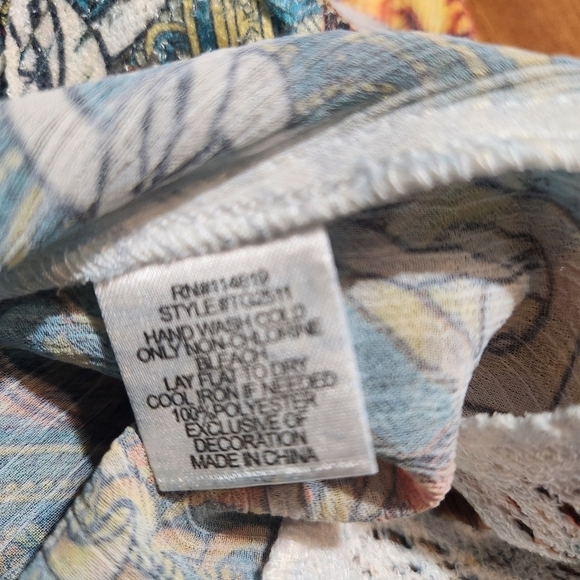 RN#114619
STYLE#TG2511
HAND WASH COLD
ONLY NON-CHLORINE
BLEACH
LAY FLAT TO DRY
COOL IRON IF NEEDED
100% POLYESTER
EXCLUSIVE OF
DECORATION
MADE IN CHINA